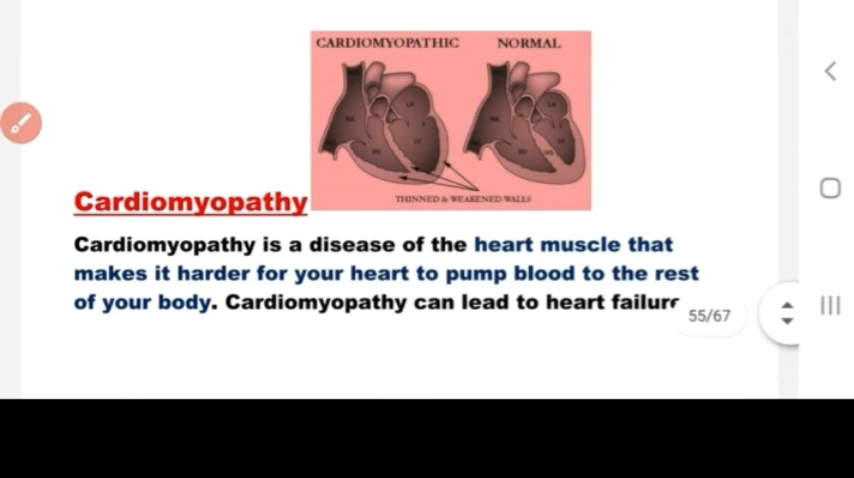 CARDIOMYOPATHIC NORMAL
THINNED & WEAKENED WALLS
Cardiomyopathy
Cardiomyopathy is a disease of the heart muscle that
makes it harder for your heart to pump blood to the rest
of your body. Cardiomyopathy can lead to heart failure
55/67